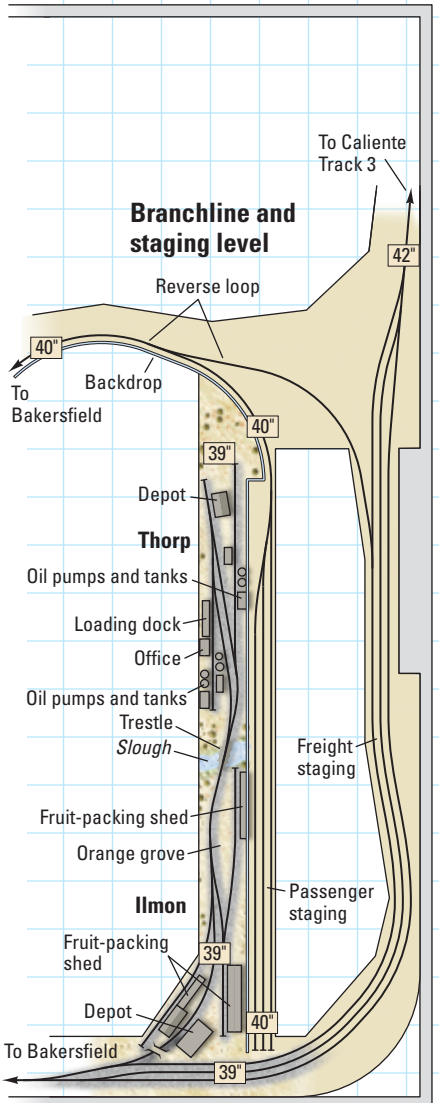 To Caliente
Track 3
Branchline and
staging level
42"
Reverse loop
40"
Backdrop
To
Bakersfield
40"
39"
Depot
Thorp
Oil pumps and tanks
Loading dock
Office
Oil pumps and tanks
Trestle
Slough
Freight
staging
Fruit-packing shed
Orange grove
Passenger
staging
Ilmon
Fruit-packing
shed
39"
Depot
40"
To Bakersfield
39"